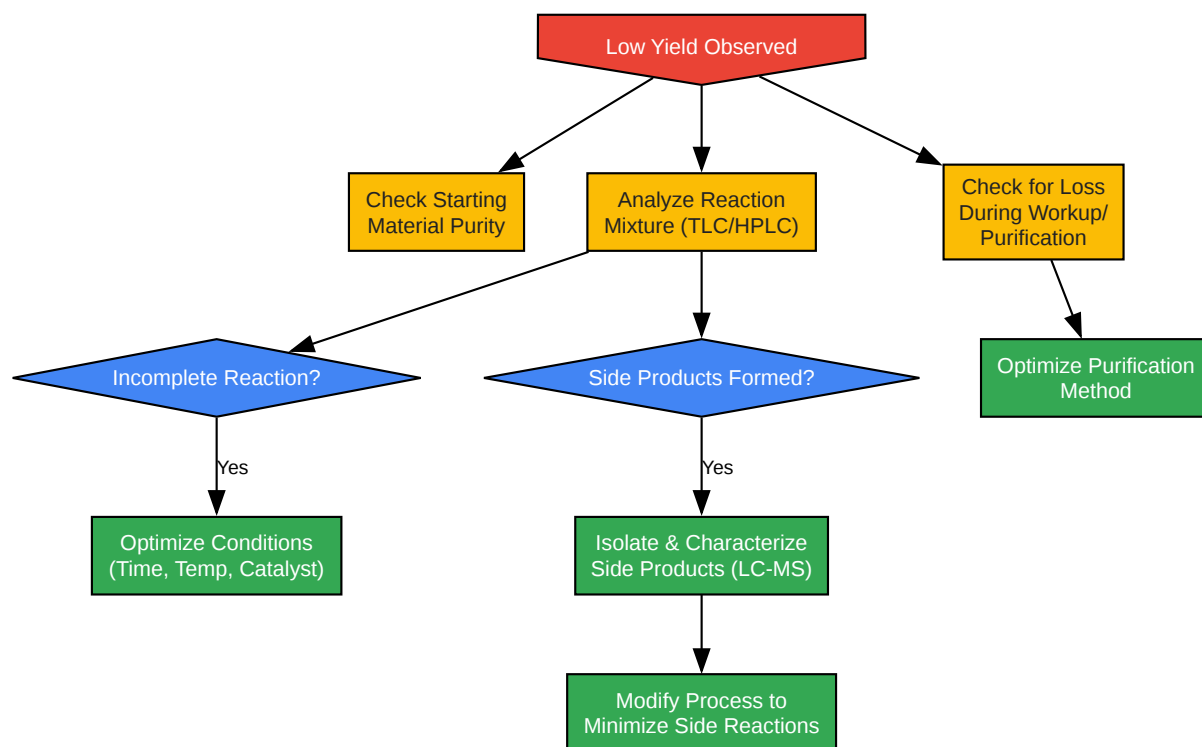 Low Yield Observed
Check Starting
Material Purity
Analyze Reaction
Mixture (TLC/HPLC)
Check for Loss
During Workup/
Purification
Incomplete Reaction?
Side Products Formed?
Optimize Purification
Method
Yes
Yes
Optimize Conditions
(Time, Temp, Catalyst)
Isolate & Characterize
Side Products (LC-MS)
Modify Process to
Minimize Side Reactions